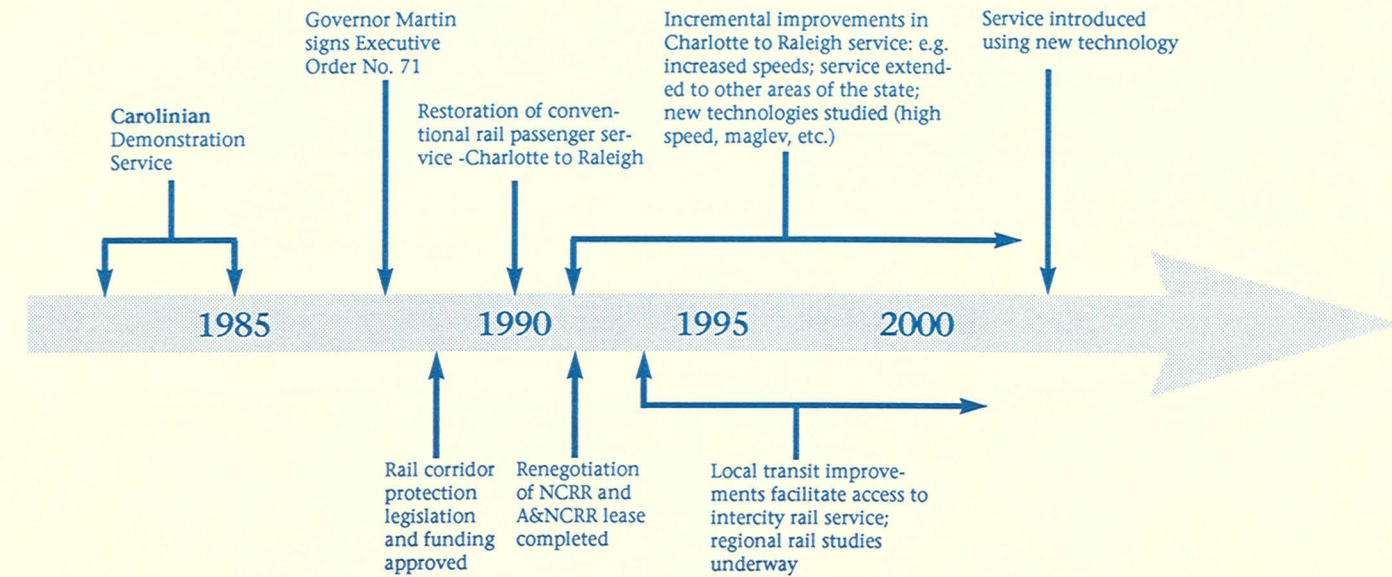 Governor Martin
signs Executive
Order No. 71
Incremental improvements in
Charlotte to Raleigh service: e.g.
increased speeds; service extend-
ed to other areas of the state;
new technologies studied (high
speed, maglev, etc.)
Service introduced
using new technology
Carolinian
Demonstration
Service
Restoration of conven-
tional rail passenger ser-
vice -Charlotte to Raleigh
1985
1990
1995
2000
Rail corridor
protection
legislation
and funding
approved
Renegotiation
of NCRR and
A&NCRR lease
completed
Local transit improve-
ments facilitate access to
intercity rail service;
regional rail studies
underway